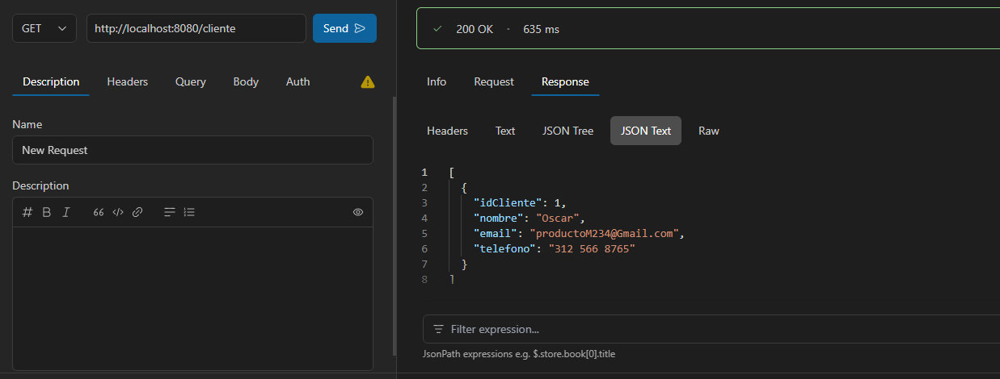 GET
http://localhost:8080/cliente
Send
Description Headers Query Body Auth
Name
New Request
Description
200 OK · 635 ms
Info Request Response
Headers Text JSON Tree JSON Text Raw
1 [
2 {
3 "idCliente": 1,
4 "nombre": "Oscar",
5 "email": "productoM234@Gmail.com",
6 "telefono": "312 566 8765"
7 }
8 ]
Filter expression...
JsonPath expressions e.g. $.store.book[0].title